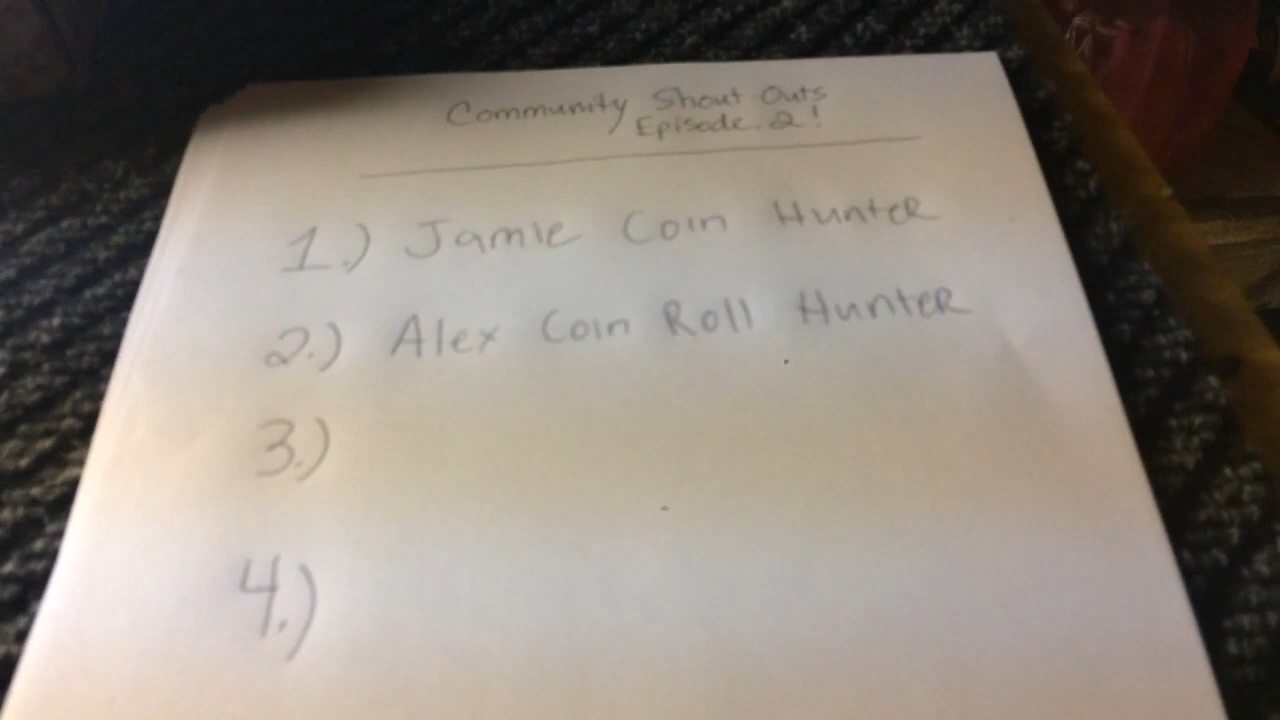 Community Shout Outs
Episode. 2!
1.) Jamie Coin Hunter
2.) Alex Coin Roll Hunter
3.)
4.)